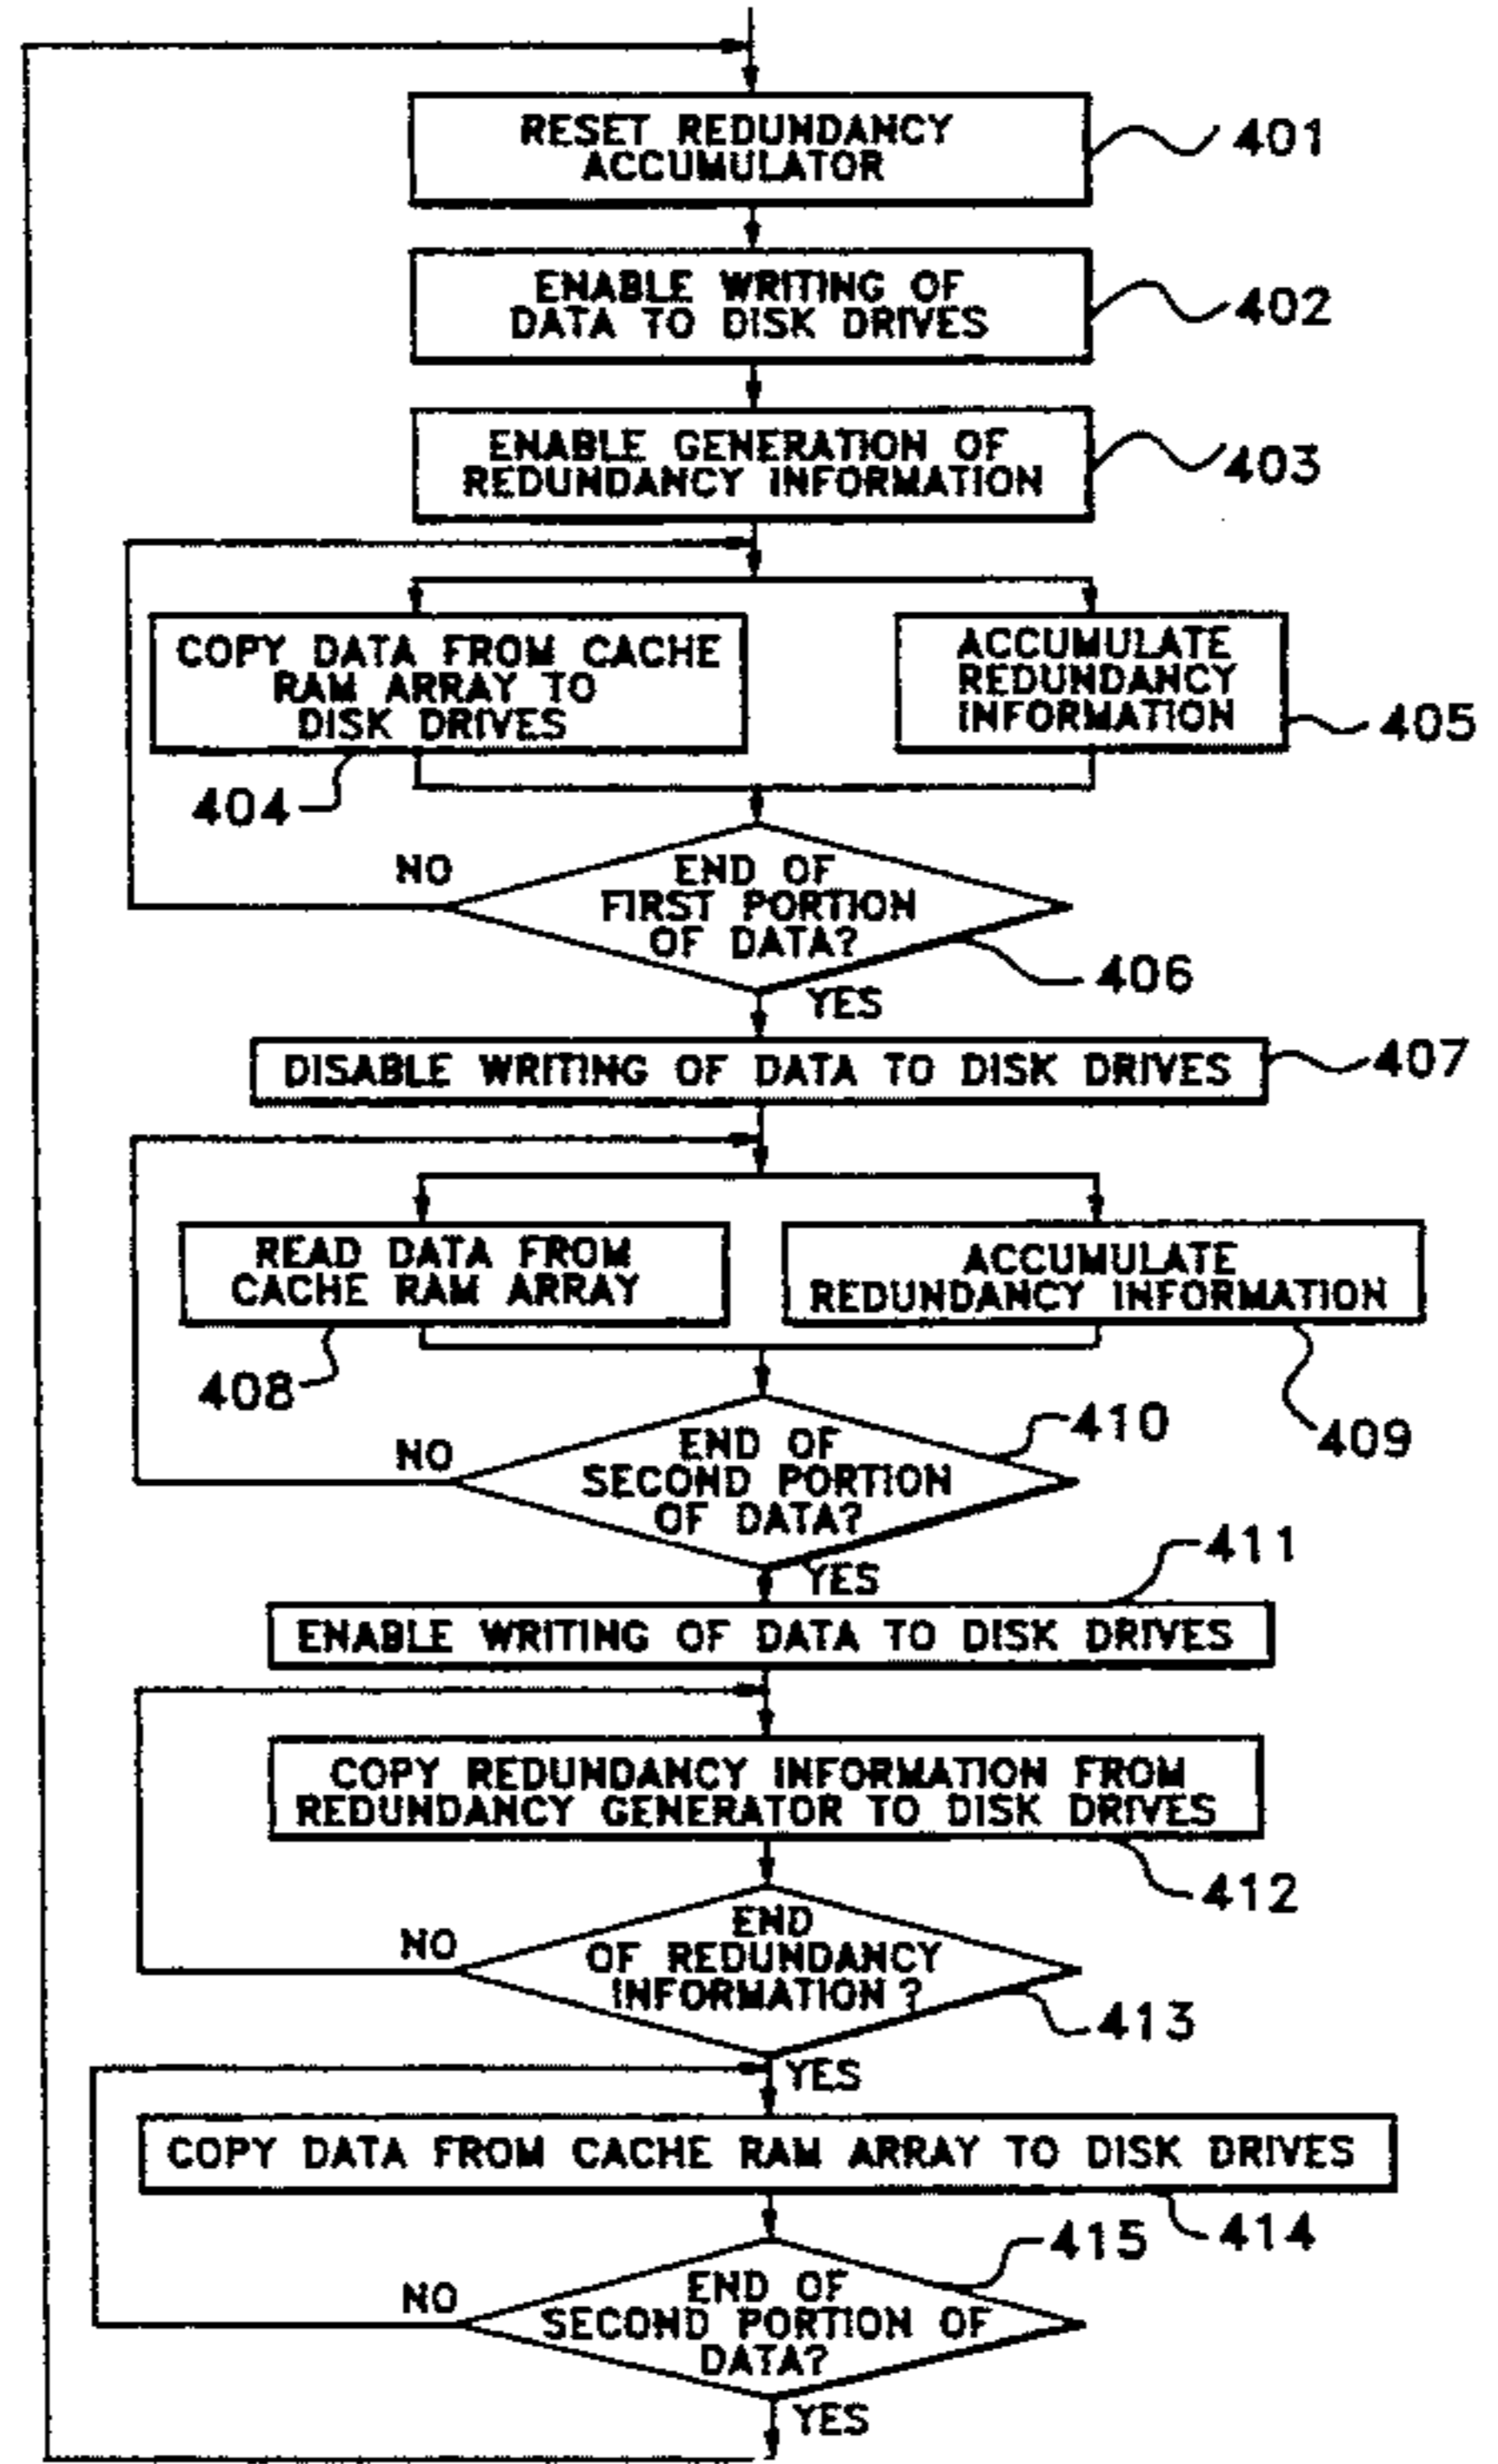 RESET REDUNDANCY
ACCUMULATOR
401
ENABLE WRITING OF
DATA TO DISK DRIVES
402
ENABLE GENERATION OF
REDUNDANCY INFORMATION
403
COPY DATA FROM CACHE
RAM ARRAY TO
DISK DRIVES
404
ACCUMULATE
REDUNDANCY
INFORMATION
405
NO
END OF
FIRST PORTION
OF DATA?
406
YES
DISABLE WRITING OF DATA TO DISK DRIVES
407
READ DATA FROM
CACHE RAM ARRAY
408
ACCUMULATE
REDUNDANCY INFORMATION
409
NO
END OF
SECOND PORTION
OF DATA?
410
YES
411
ENABLE WRITING OF DATA TO DISK DRIVES
COPY REDUNDANCY INFORMATION FROM
REDUNDANCY GENERATOR TO DISK DRIVES
412
NO
END
OF REDUNDANCY
INFORMATION?
413
YES
COPY DATA FROM CACHE RAM ARRAY TO DISK DRIVES
414
415
NO
END OF
SECOND PORTION OF
DATA?
YES